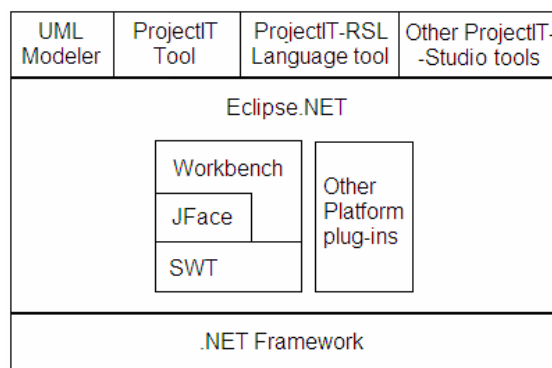 UML
Modeler
ProjectIT
Tool
ProjectIT-RSL
Language tool
Other ProjectIT-
-Studio tools
Eclipse.NET
Workbench
JFace
SWT
Other
Platform
plug-ins
.NET Framework